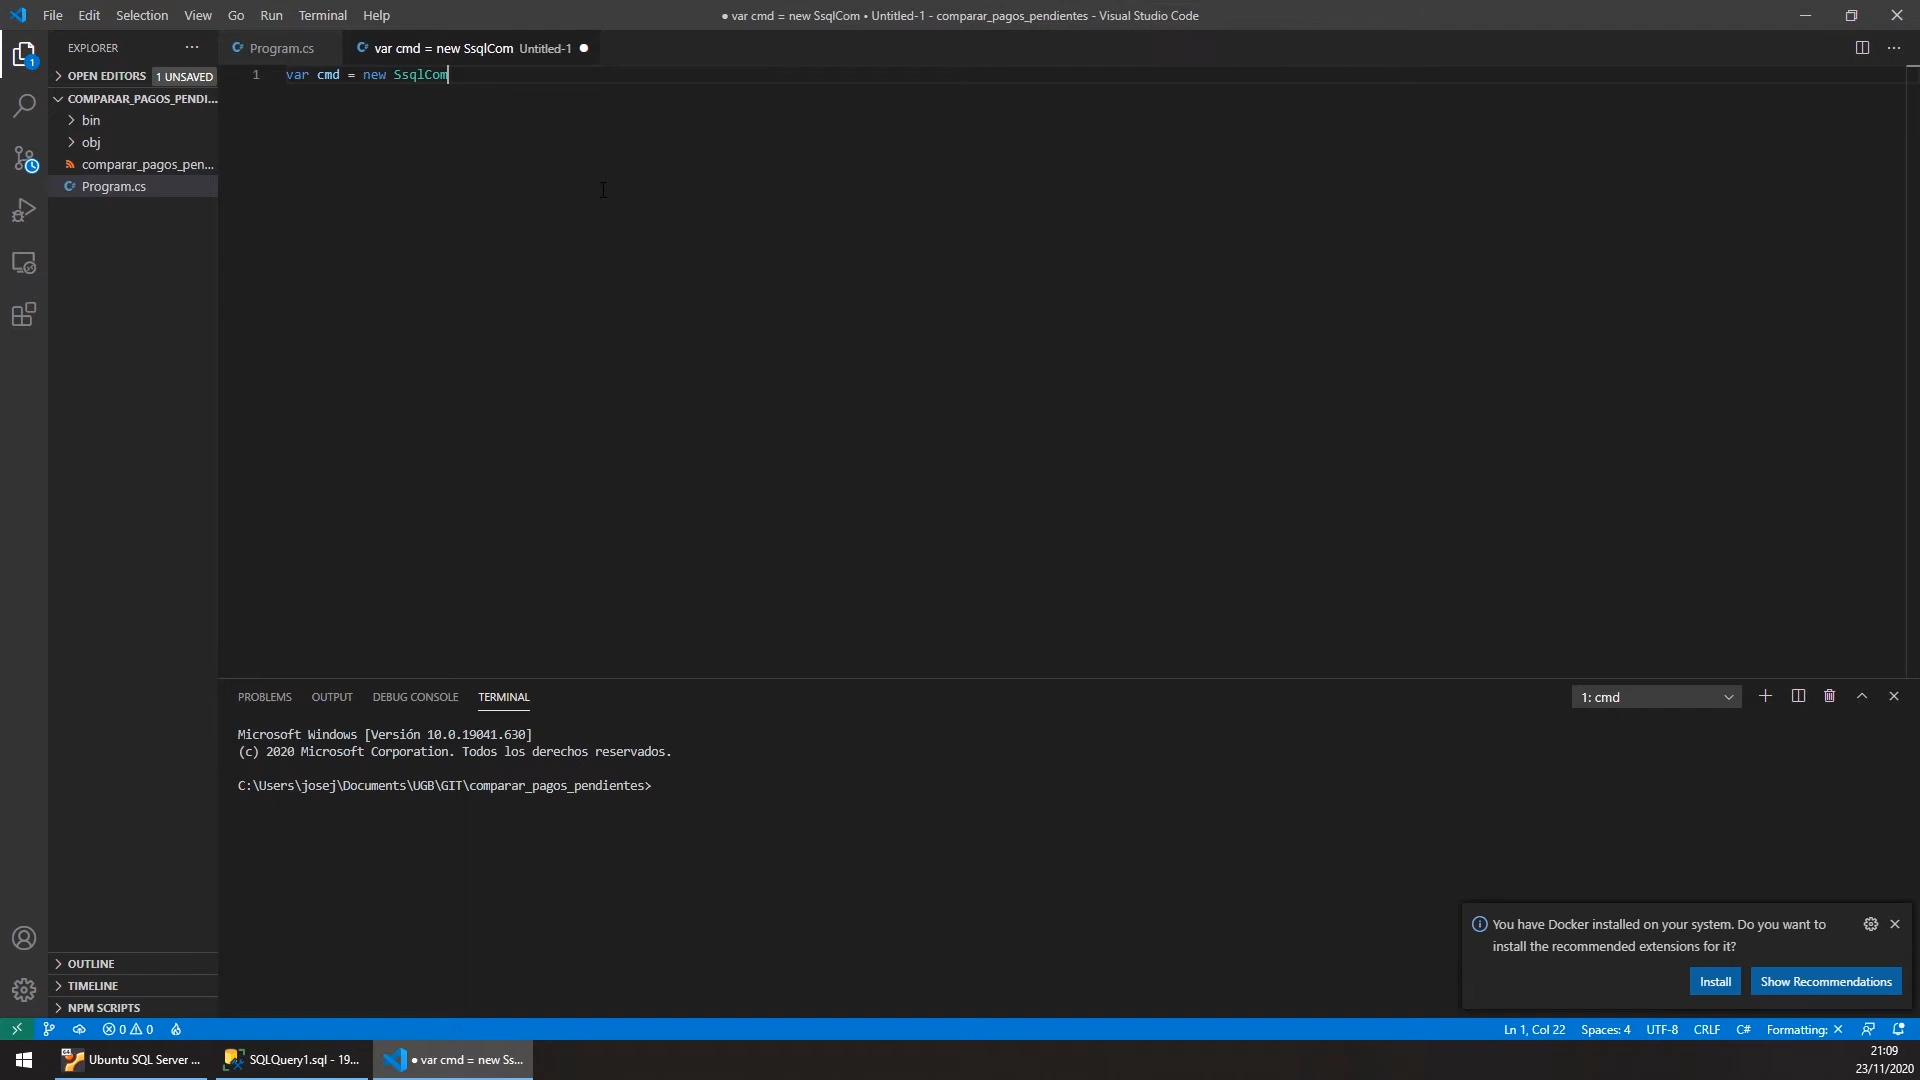 File Edit Selection View Go Run Terminal Help
● var cmd = new SsqlCom • Untitled-1 - comparar_pagos_pendientes - Visual Studio Code
EXPLORER
Program.cs
var cmd = new SsqlCom Untitled-1
OPEN EDITORS 1 UNSAVED
COMPARAR_PAGOS_PENDI...
bin
obj
comparar_pagos_pen...
Program.cs
1 var cmd = new SsqlCom
PROBLEMS OUTPUT DEBUG CONSOLE TERMINAL
1: cmd
Microsoft Windows [Versión 10.0.19041.630]
(c) 2020 Microsoft Corporation. Todos los derechos reservados.
C:\Users\josej\Documents\UGB\GIT\comparar_pagos_pendientes>
You have Docker installed on your system. Do you want to
install the recommended extensions for it?
Install Show Recommendations
OUTLINE
TIMELINE
NPM SCRIPTS
1
0 0
Ln 1, Col 22 Spaces: 4 UTF-8 CRLF C# Formatting: ✕
Ubuntu SQL Server ...
SQLQuery1.sql - 19...
● var cmd = new Ss...
21:09
23/11/2020